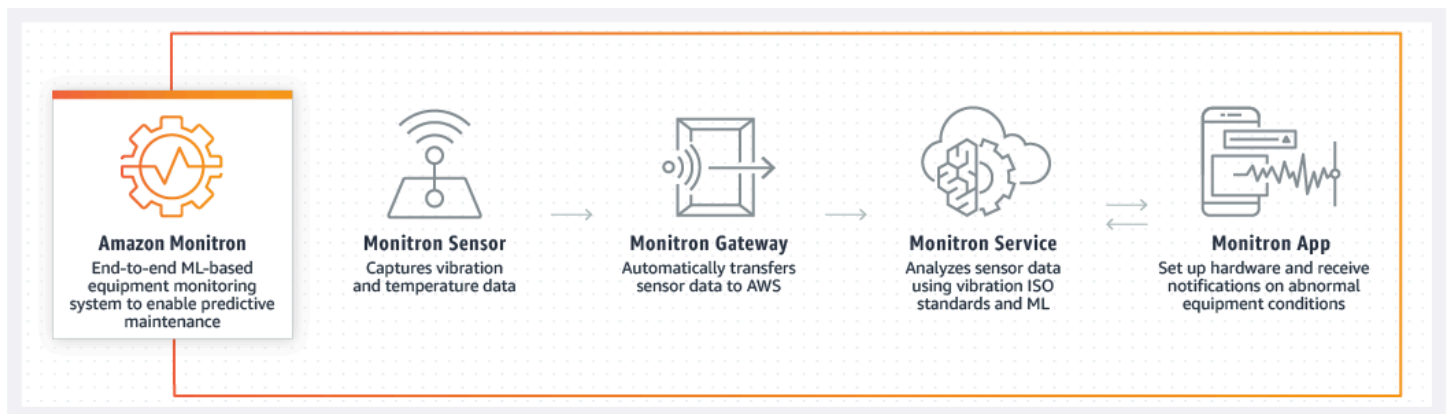 Amazon Monitron
End-to-end ML-based
equipment monitoring
system to enable predictive
maintenance
Monitron Sensor
Captures vibration
and temperature data
Monitron Gateway
Automatically transfers
sensor data to AWS
Monitron Service
Analyzes sensor data
using vibration ISO
standards and ML
Monitron App
Set up hardware and receive
notifications on abnormal
equipment conditions